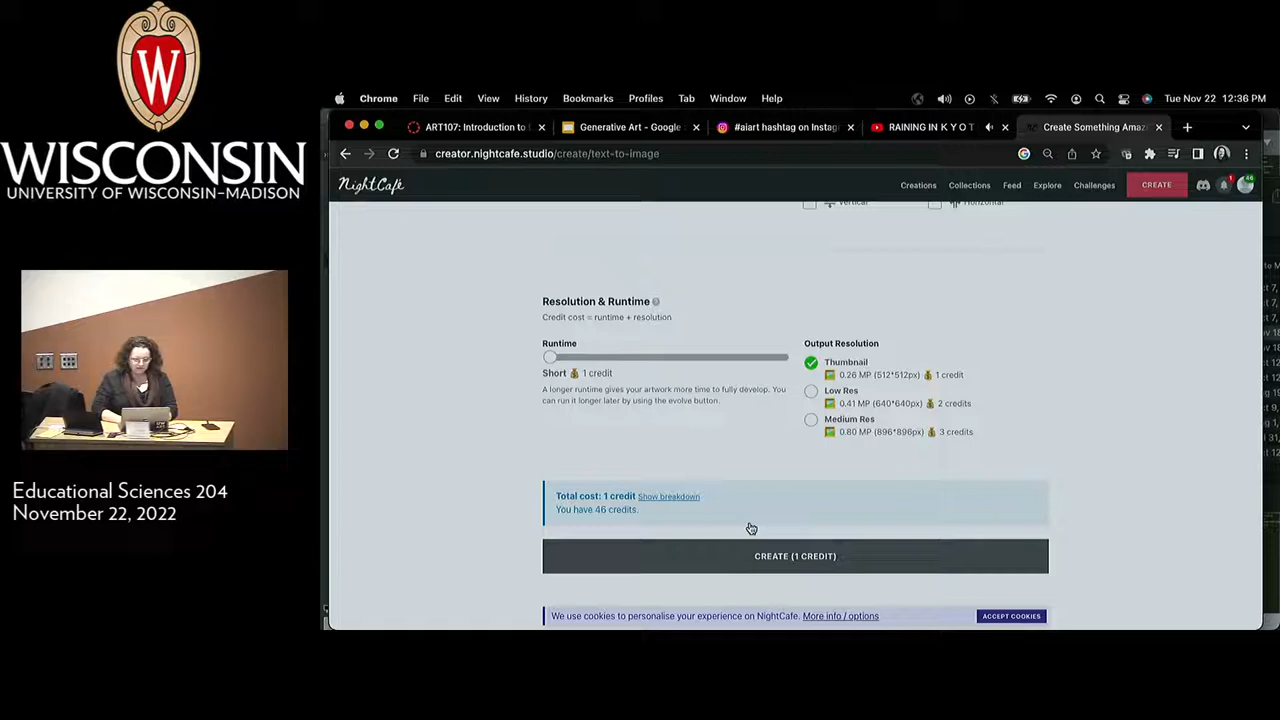 W
WISCONSIN
UNIVERSITY OF WISCONSIN–MADISON
Educational Sciences 204
November 22, 2022
Chrome File Edit View History Bookmarks Profiles Tab Window Help
Tue Nov 22 12:36 PM
ART107: Introduction to
Generative Art - Google
#aiart hashtag on Instag
RAINING IN K Y O T
Create Something Amaz
creator.nightcafe.studio/create/text-to-image
NightCafé
Creations Collections Feed Explore Challenges CREATE
Vertical Horizontal
Resolution & Runtime
Credit cost = runtime + resolution
Runtime
Short 1 credit
A longer runtime gives your artwork more time to fully develop. You
can run it longer later by using the evolve button.
Output Resolution
Thumbnail
0.26 MP (512*512px) 1 credit
Low Res
0.41 MP (640*640px) 2 credits
Medium Res
0.80 MP (896*896px) 3 credits
Total cost: 1 credit Show breakdown
You have 46 credits.
CREATE (1 CREDIT)
We use cookies to personalise your experience on NightCafe. More info / options
ACCEPT COOKIES